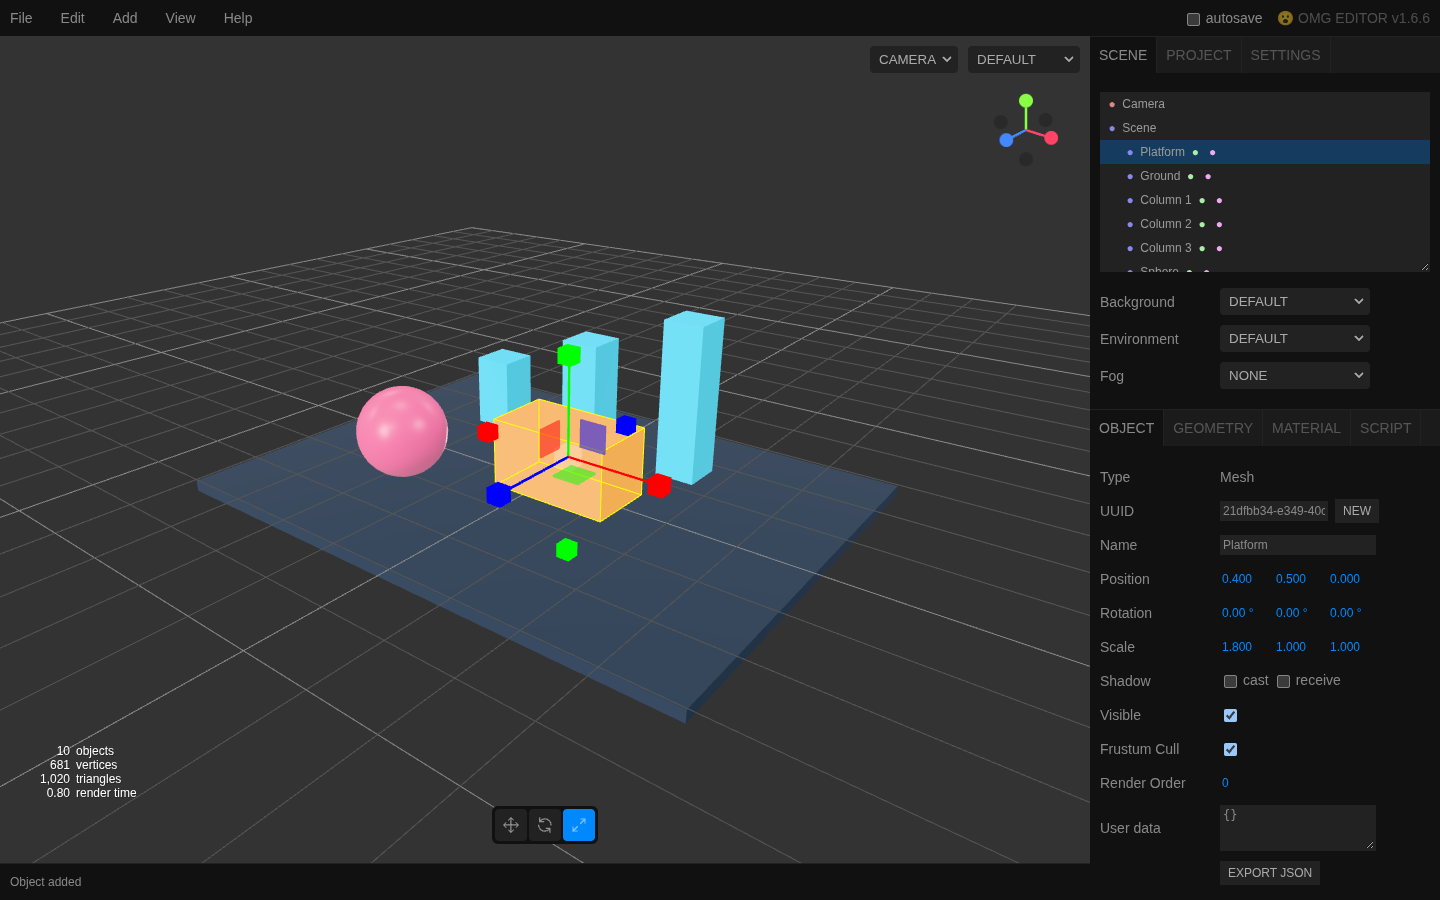 File Edit Add View Help
autosave OMG EDITOR v1.6.6
CAMERA DEFAULT
SCENE PROJECT SETTINGS
Camera
Scene
Platform
Ground
Column 1
Column 2
Column 3
Sphere
Background DEFAULT
Environment DEFAULT
Fog NONE
OBJECT GEOMETRY MATERIAL SCRIPT
Type Mesh
UUID 21dfbb34-e349-40c NEW
Name Platform
Position 0.400 0.500 0.000
Rotation 0.00 ° 0.00 ° 0.00 °
Scale 1.800 1.000 1.000
Shadow cast receive
Visible
Frustum Cull
Render Order 0
User data {}
EXPORT JSON
10 objects
681 vertices
1,020 triangles
0.80 render time
Object added